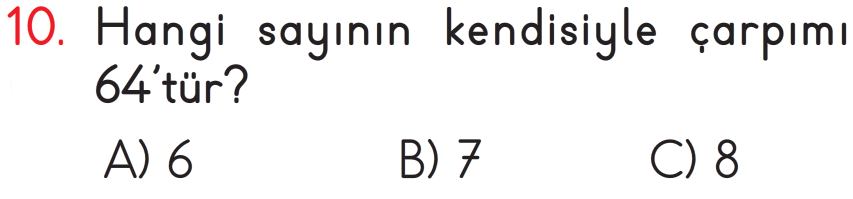 10. Hangi sayının kendisiyle çarpımı
64'tür?
A) 6 B) 7 C) 8